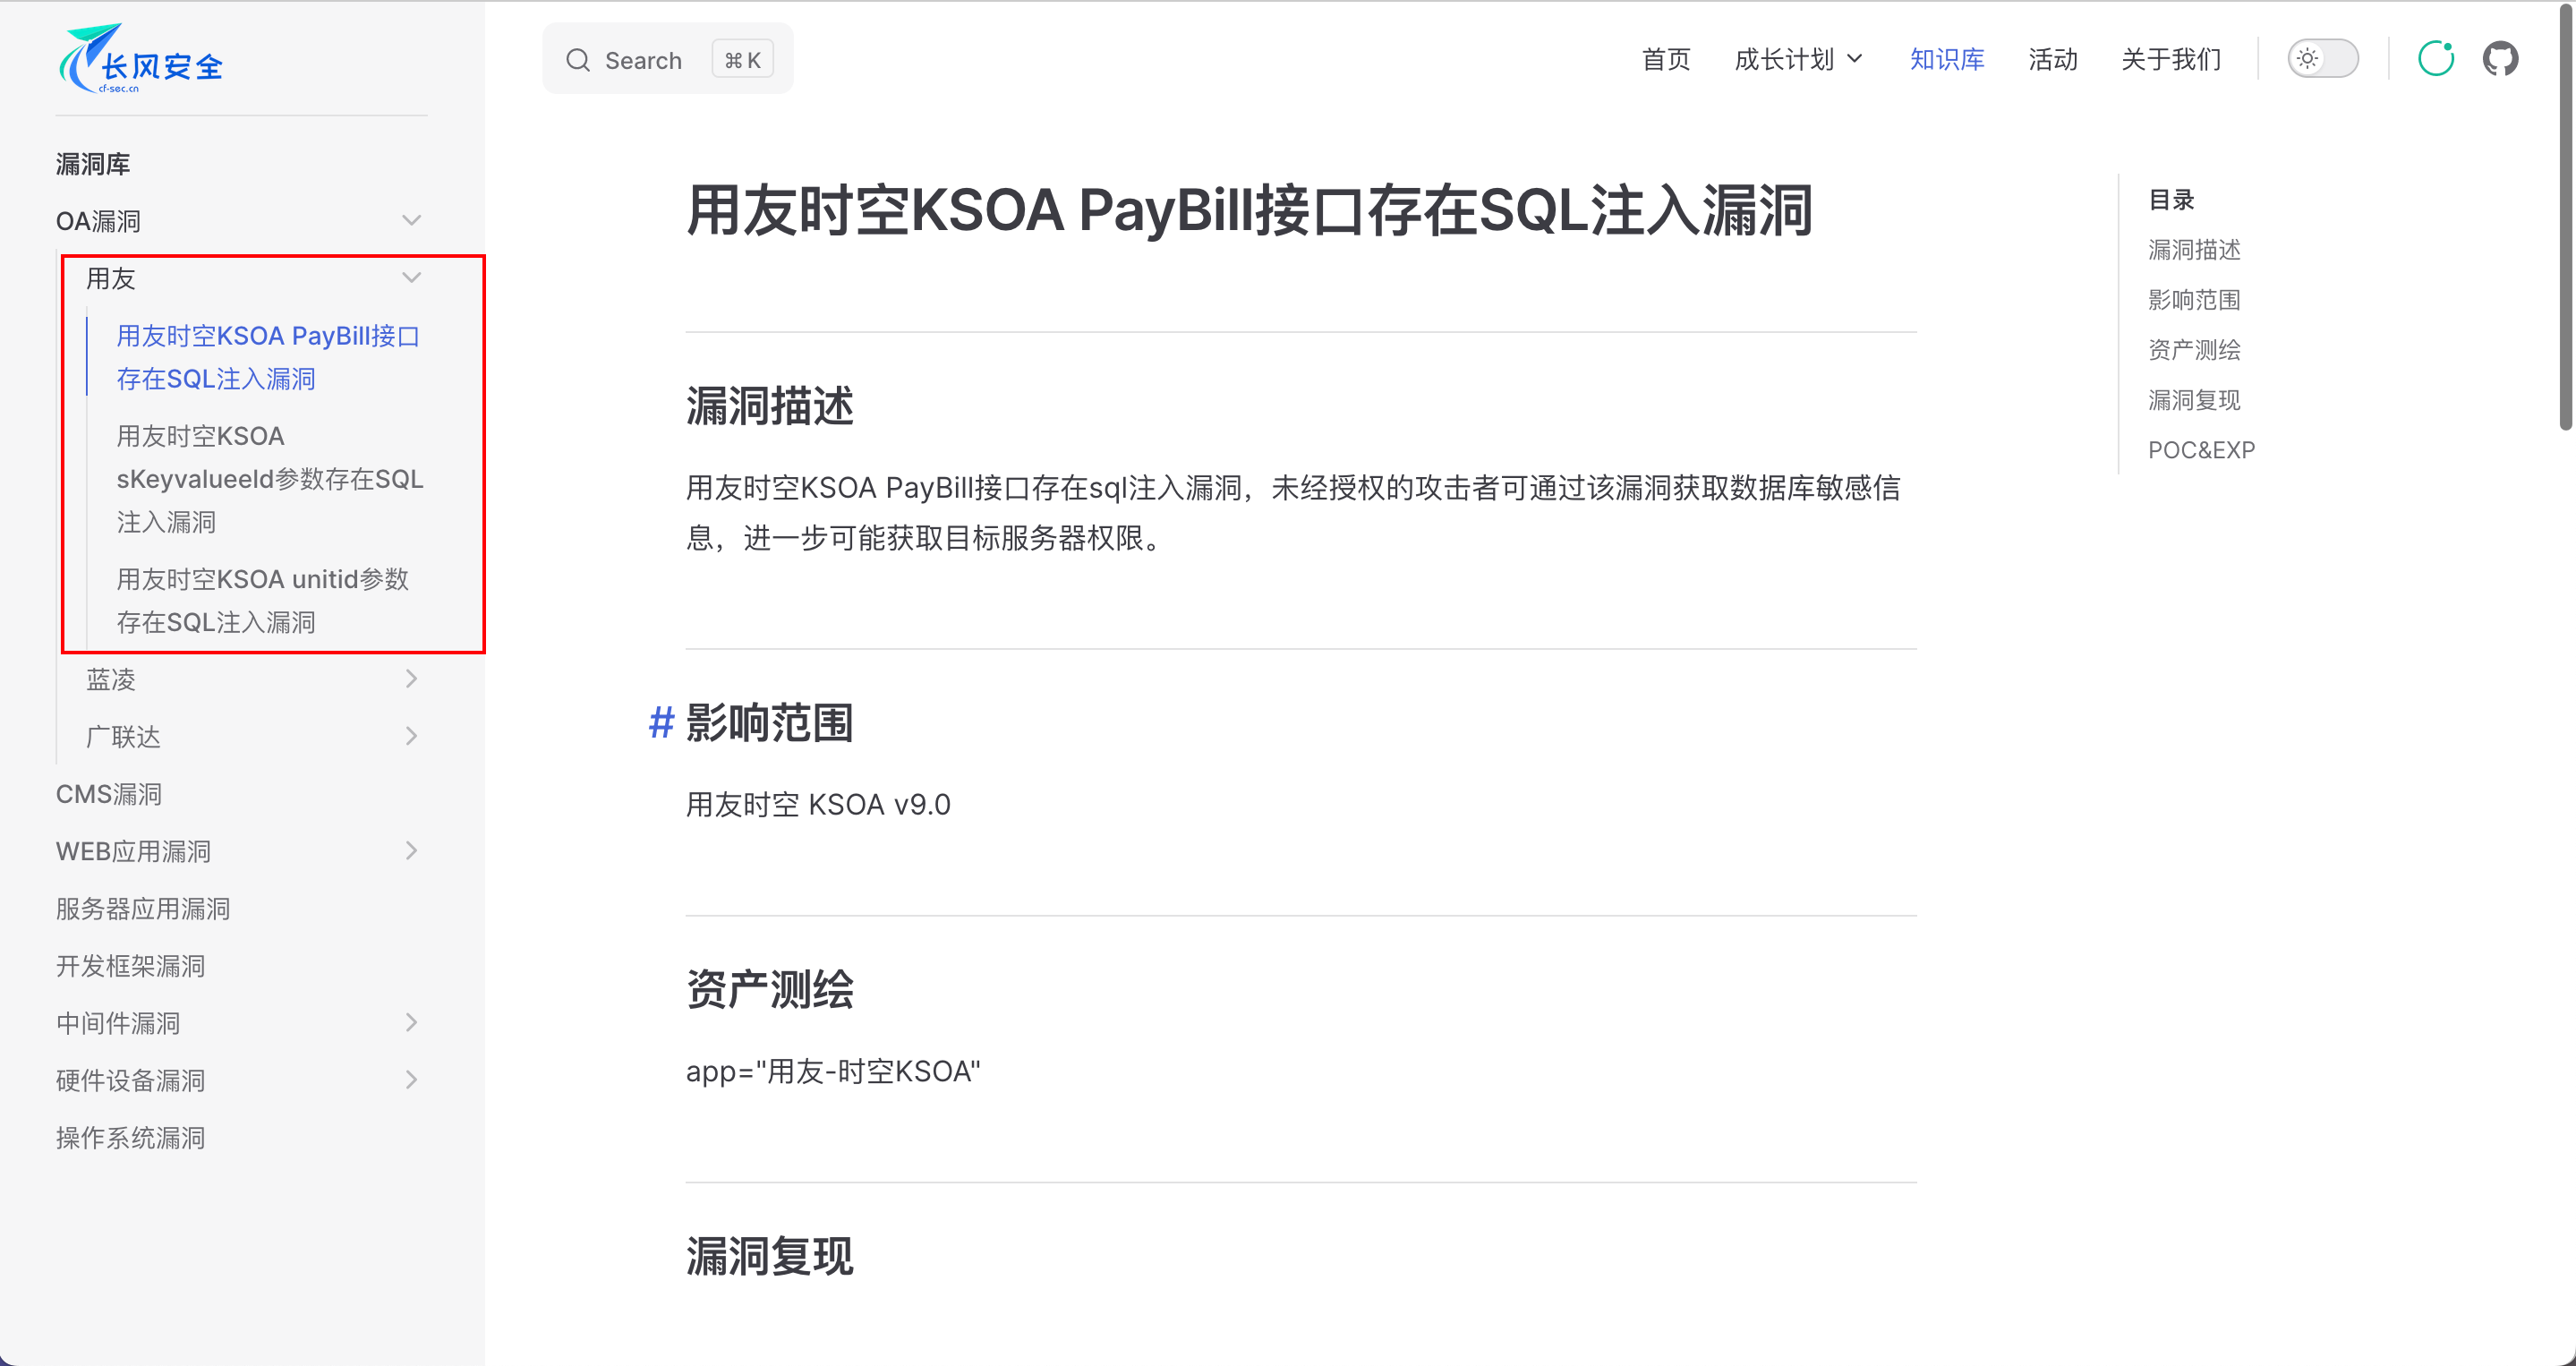 长风安全
cf-sec.cn
Search
⌘ K
首页
成长计划
知识库
活动
关于我们
漏洞库
OA漏洞
用友
用友时空KSOA PayBill接口
存在SQL注入漏洞
用友时空KSOA
sKeyvalueeId参数存在SQL
注入漏洞
用友时空KSOA unitid参数
存在SQL注入漏洞
蓝凌
广联达
CMS漏洞
WEB应用漏洞
服务器应用漏洞
开发框架漏洞
中间件漏洞
硬件设备漏洞
操作系统漏洞
用友时空KSOA PayBill接口存在SQL注入漏洞
漏洞描述
用友时空KSOA PayBill接口存在sql注入漏洞，未经授权的攻击者可通过该漏洞获取数据库敏感信
息，进一步可能获取目标服务器权限。
# 影响范围
用友时空 KSOA v9.0
资产测绘
app="用友-时空KSOA"
漏洞复现
目录
漏洞描述
影响范围
资产测绘
漏洞复现
POC&EXP